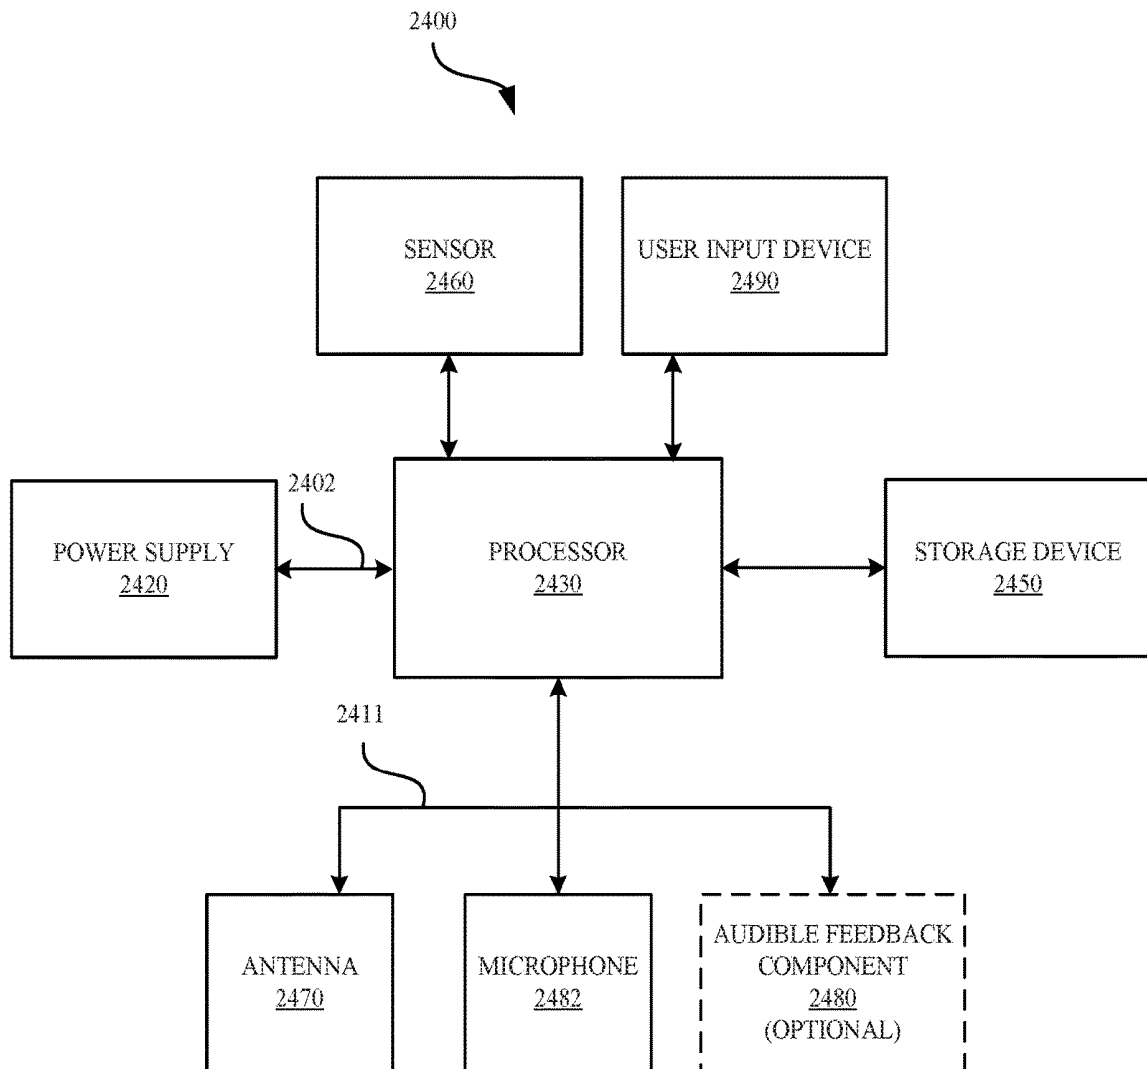 2400
SENSOR
2460
USER INPUT DEVICE
2490
2402
POWER SUPPLY
2420
PROCESSOR
2430
STORAGE DEVICE
2450
2411
ANTENNA
2470
MICROPHONE
2482
AUDIBLE FEEDBACK
COMPONENT
2480
(OPTIONAL)